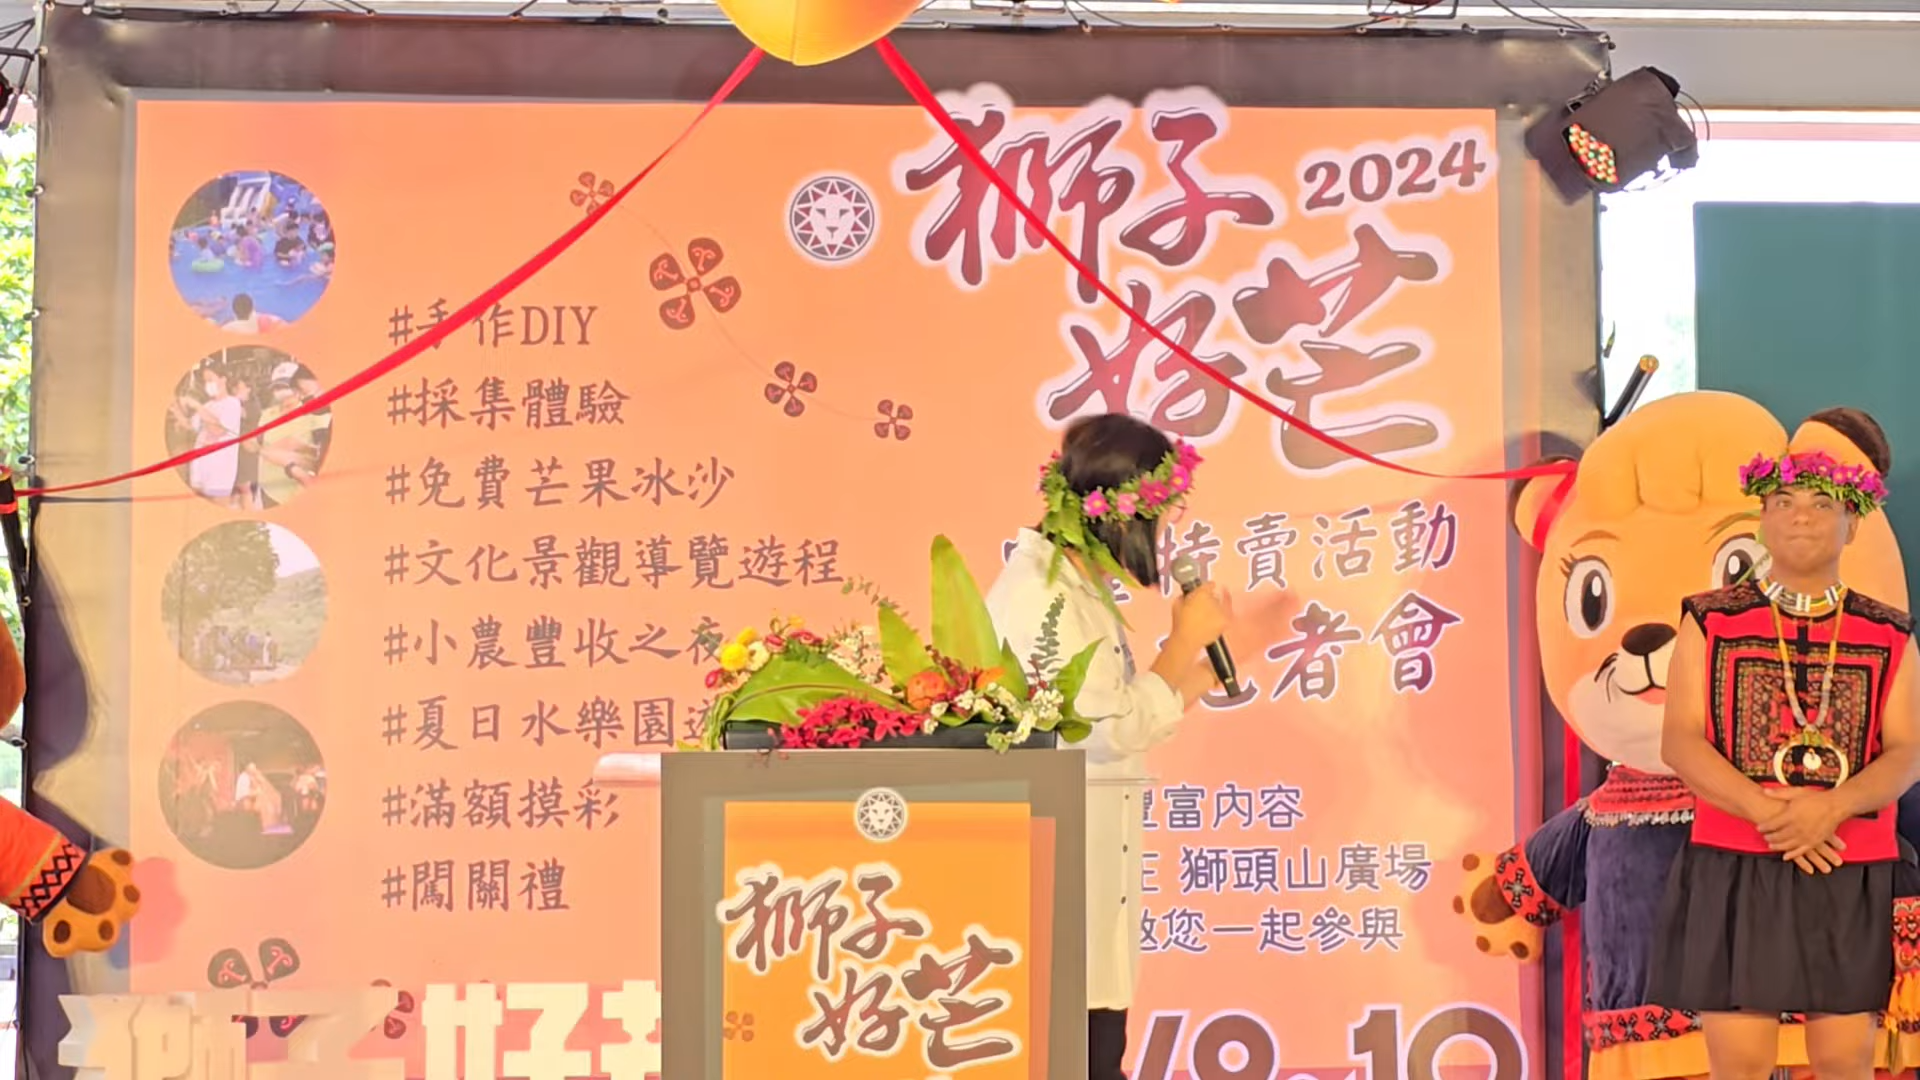 獅子 2024
好芒
#手作DIY
#採集體驗
#免費芒果冰沙
#文化景觀導覽遊程
#小農豐收之夜
#夏日水樂園
#滿額摸彩
#闖關禮
特賣活動
者會
富內容
獅頭山廣場
您一起參與
獅子
好芒
獅子好